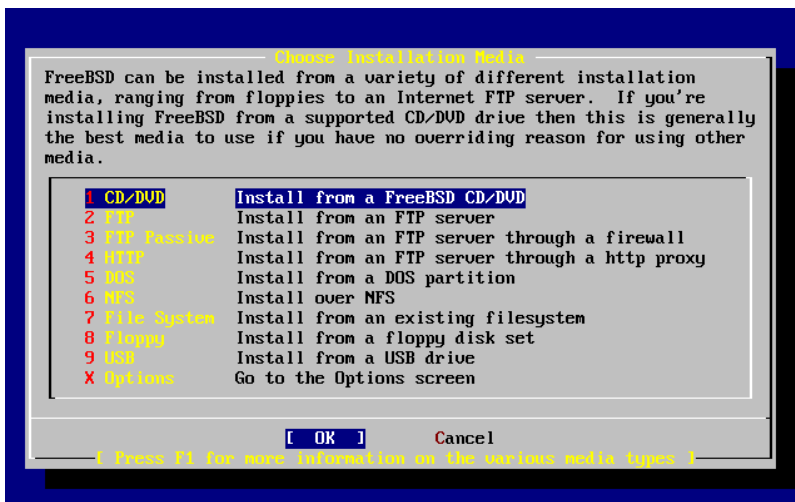 Choose Installation Media
FreeBSD can be installed from a variety of different installation
media, ranging from floppies to an Internet FTP server.  If you're
installing FreeBSD from a supported CD/DVD drive then this is generally
the best media to use if you have no overriding reason for using other
media.
1 CD/DVD Install from a FreeBSD CD/DVD
2 FTP Install from an FTP server
3 FTP Passive Install from an FTP server through a firewall
4 HTTP Install from an FTP server through a http proxy
5 DOS Install from a DOS partition
6 NFS Install over NFS
7 File System Install from an existing filesystem
8 Floppy Install from a floppy disk set
9 USB Install from a USB drive
X Options Go to the Options screen
[ OK ] Cancel
[ Press F1 for more information on the various media types ]